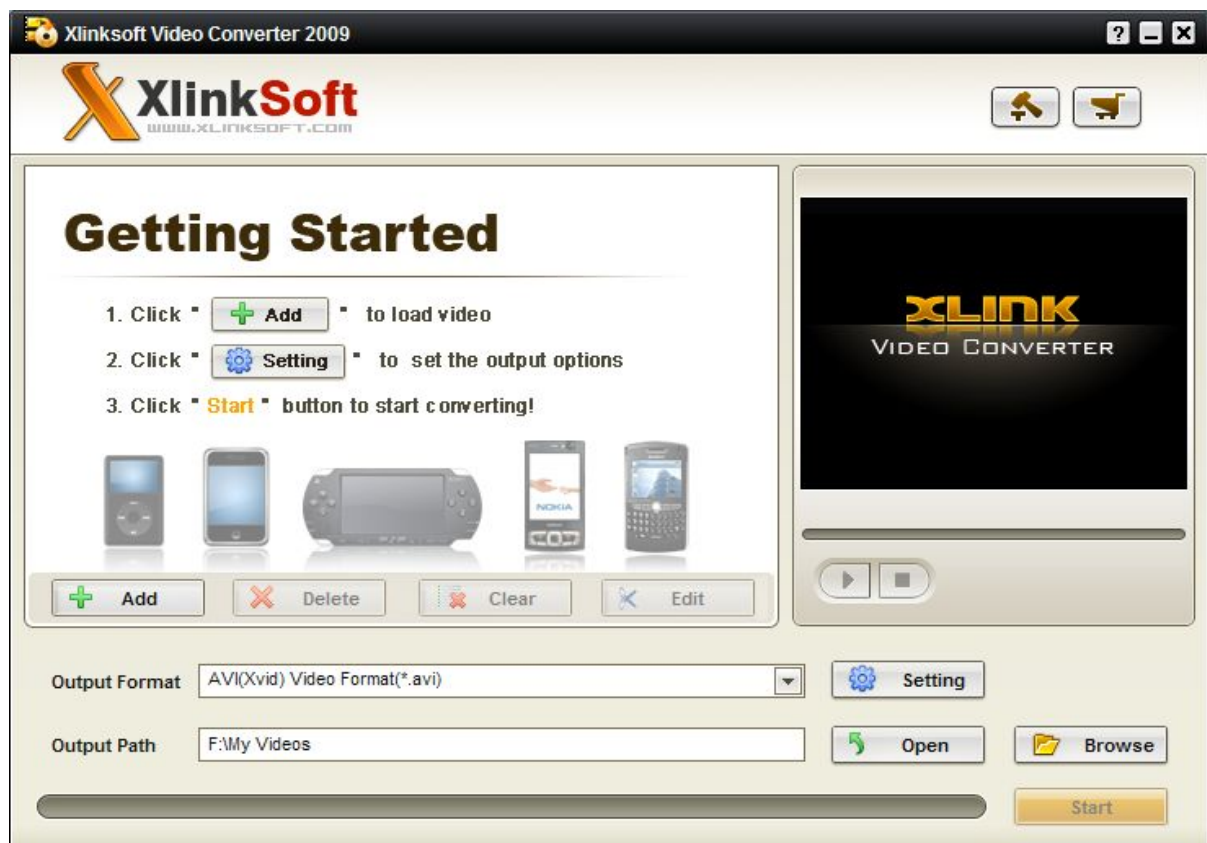 Xlinksoft Video Converter 2009
XlinkSoft
www.XLINKSOFT.COM
Getting Started
1. Click " Add " to load video
2. Click " Setting " to set the output options
3. Click " Start " button to start converting!
NOKIA
Add Delete Clear Edit
XLINK
VIDEO CONVERTER
Output Format AVI(Xvid) Video Format(*.avi) Setting
Output Path F:\My Videos Open Browse
Start